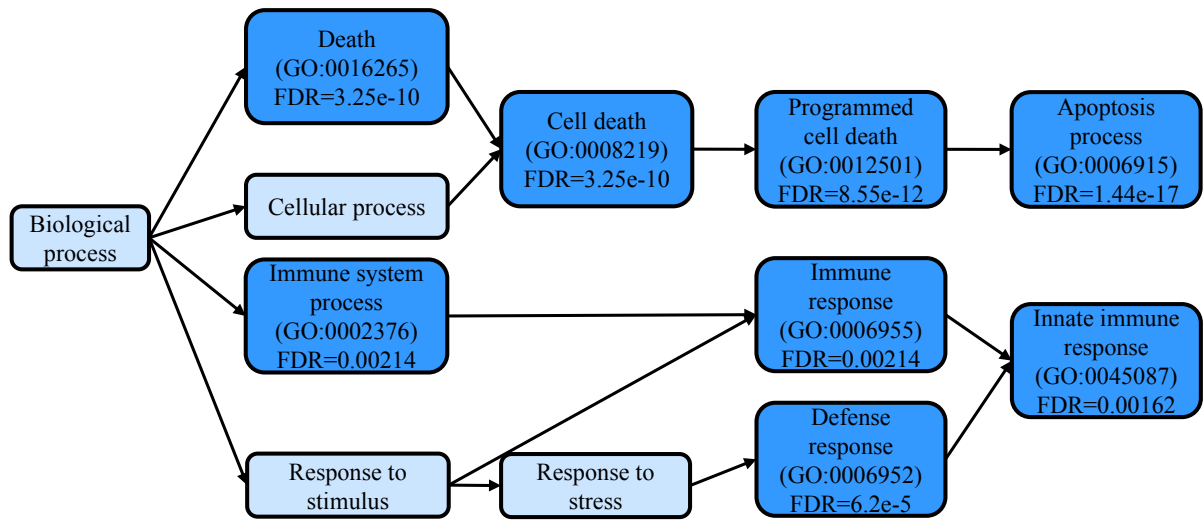 Death
(GO:0016265)
FDR=3.25e-10
Cell death
(GO:0008219)
FDR=3.25e-10
Programmed
cell death
(GO:0012501)
FDR=8.55e-12
Apoptosis
process
(GO:0006915)
FDR=1.44e-17
Cellular process
Biological
process
Immune system
process
(GO:0002376)
FDR=0.00214
Immune
response
(GO:0006955)
FDR=0.00214
Innate immune
response
(GO:0045087)
FDR=0.00162
Response to
stimulus
Response to
stress
Defense
response
(GO:0006952)
FDR=6.2e-5